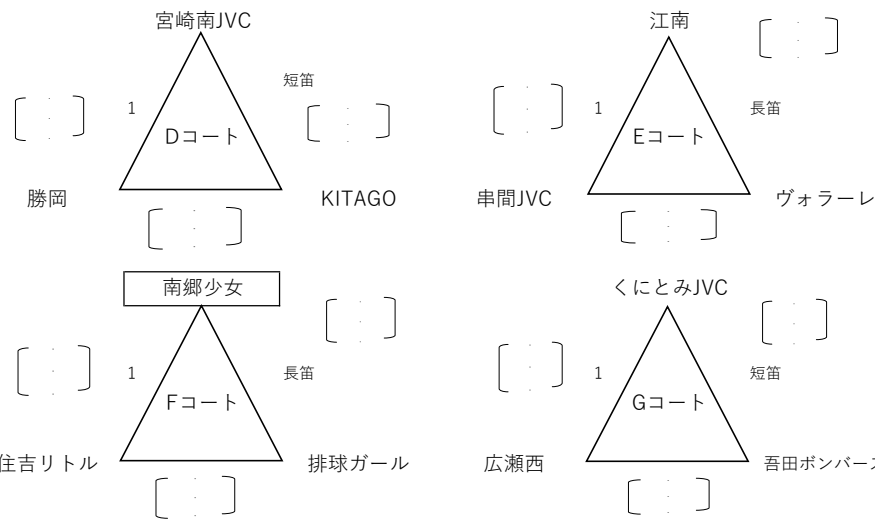 宮崎南JVC
短笛
1
Dコート
勝岡
KITAGO
江南
1
長笛
Eコート
串間JVC
ヴォラーレ
南郷少女
1
長笛
Fコート
住吉リトル
排球ガール
くにとみJVC
1
短笛
Gコート
広瀬西
吾田ボンバーズ